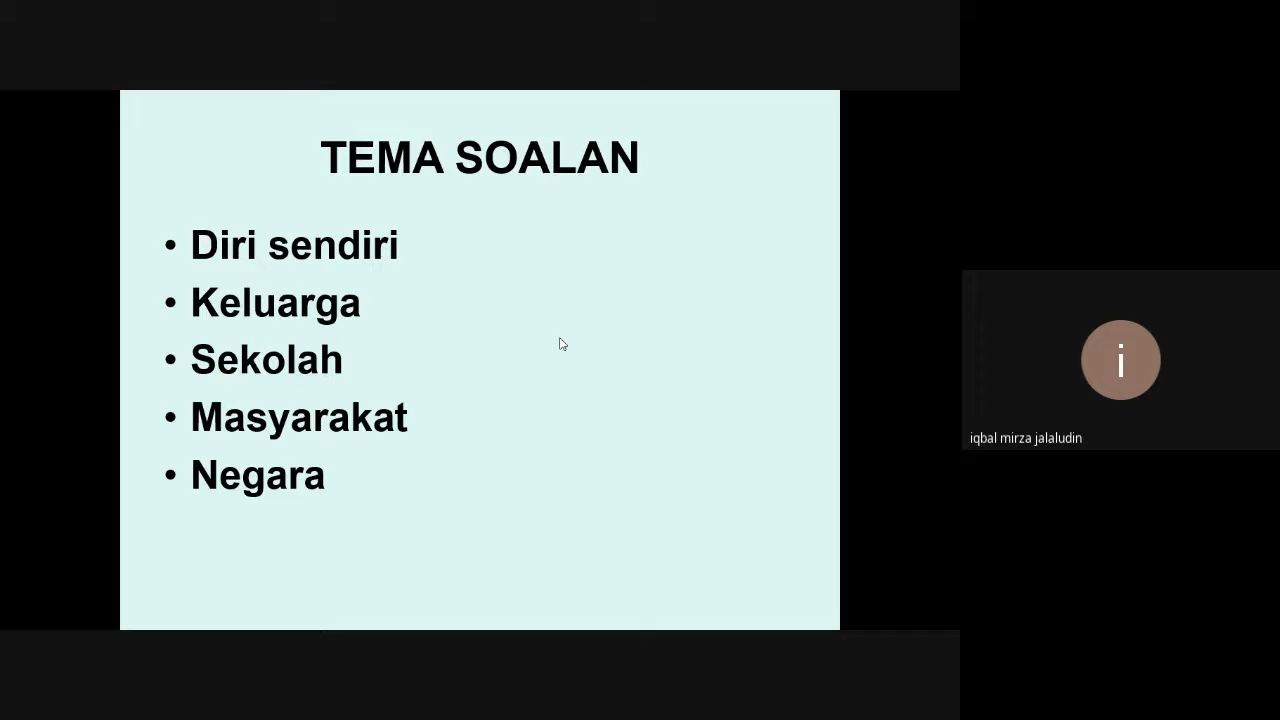 TEMA SOALAN
• Diri sendiri
• Keluarga
• Sekolah
• Masyarakat
• Negara
i
iqbal mirza jalaludin